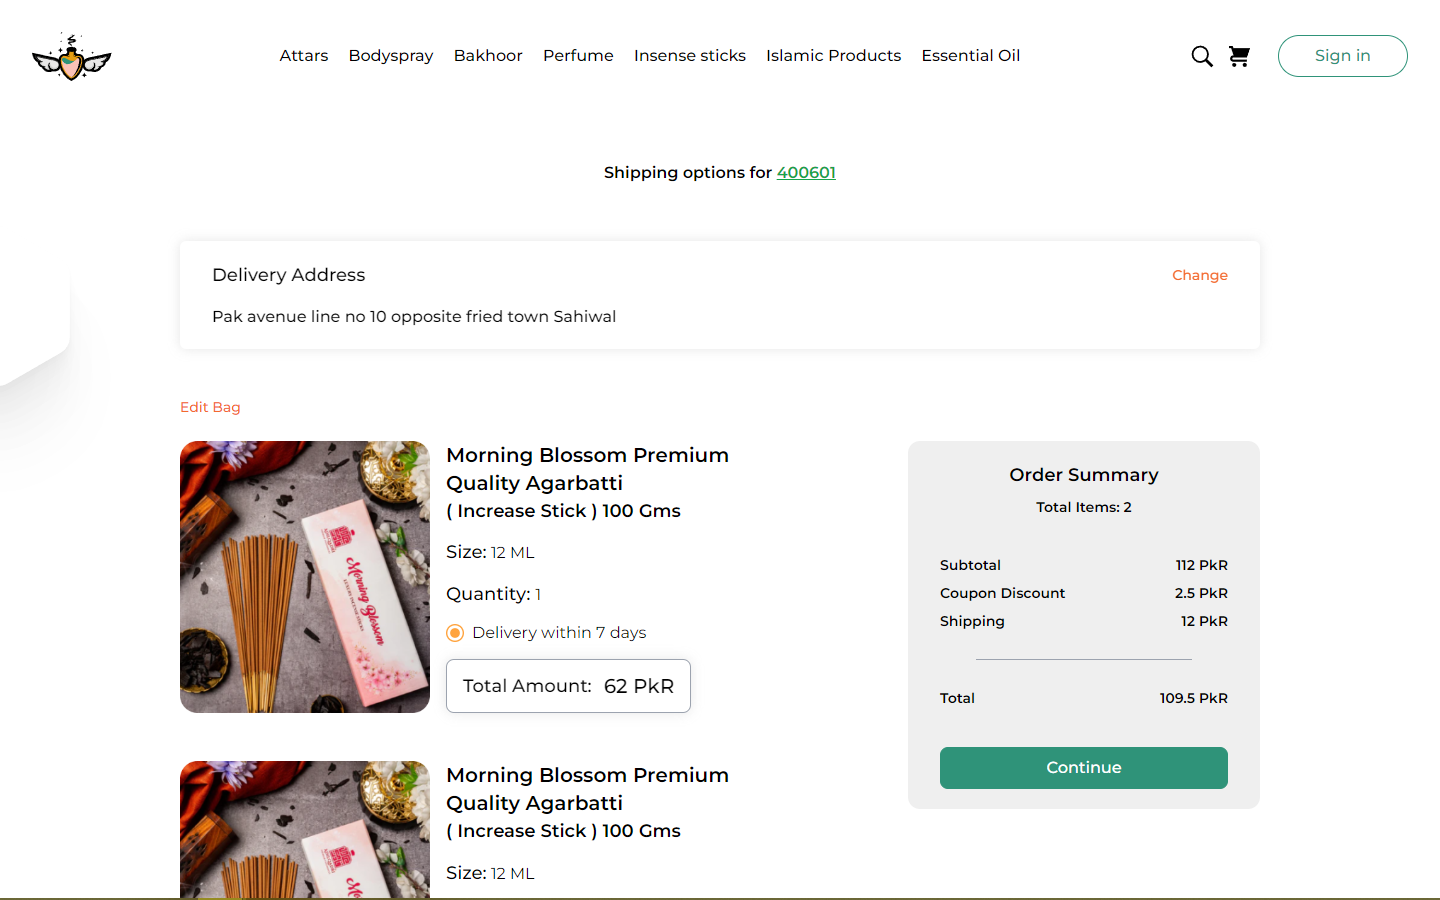 Attars Bodyspray Bakhoor Perfume Insense sticks Islamic Products Essential Oil Sign in
Shipping options for 400601
Delivery Address Change
Pak avenue line no 10 opposite fried town Sahiwal
Edit Bag
Morning Blossom
Morning Blossom Premium
Quality Agarbatti
( Increase Stick ) 100 Gms
Size: 12 ML
Quantity: 1
Delivery within 7 days
Total Amount: 62 PkR
Order Summary
Total Items: 2
Subtotal 112 PkR
Coupon Discount 2.5 PkR
Shipping 12 PkR
Total 109.5 PkR
Continue
Morning Blossom Premium
Quality Agarbatti
( Increase Stick ) 100 Gms
Size: 12 ML